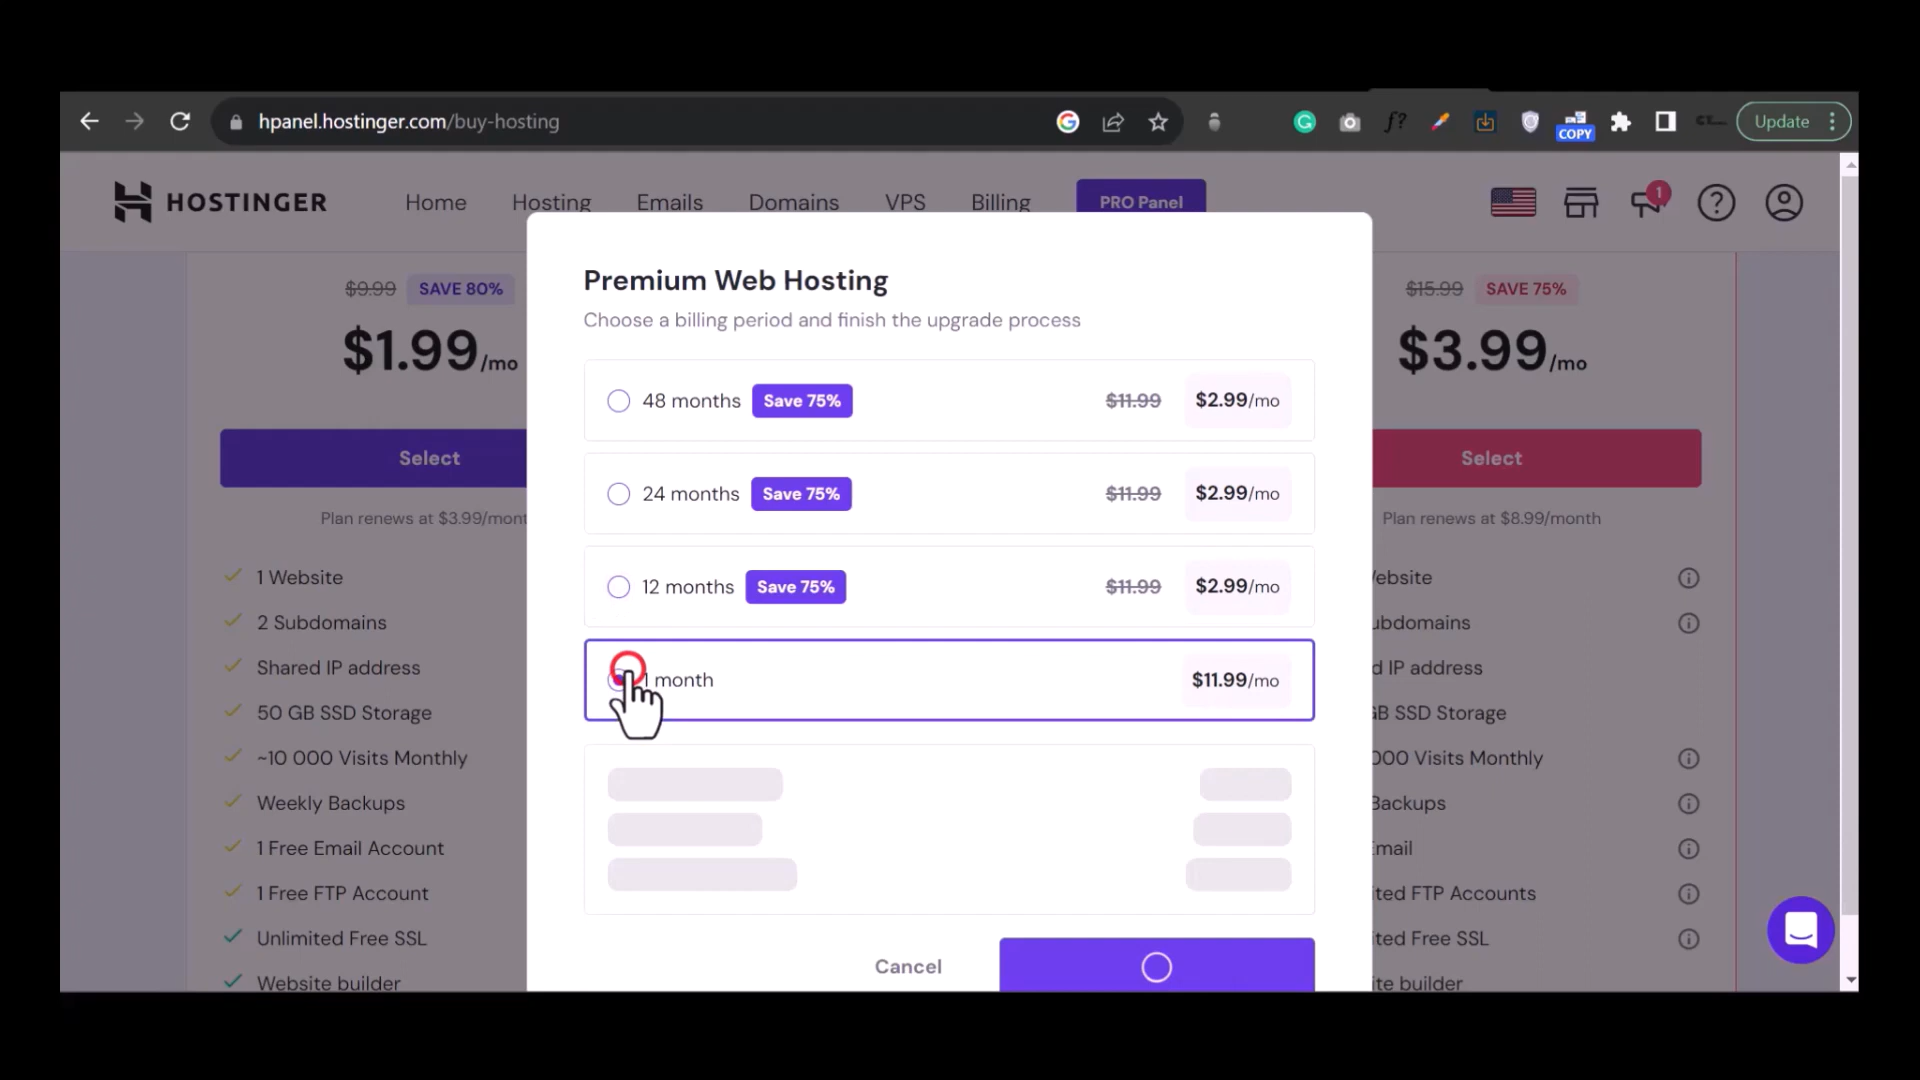 hpanel.hostinger.com/buy-hosting
COPY
Update
HOSTINGER
Home
Hosting
Emails
Domains
VPS
Billing
PRO Panel
1
$9.99
SAVE 80%
$1.99/mo
Select
Plan renews at $3.99/mont
1 Website
2 Subdomains
Shared IP address
50 GB SSD Storage
~10 000 Visits Monthly
Weekly Backups
1 Free Email Account
1 Free FTP Account
Unlimited Free SSL
Website builder
Premium Web Hosting
Choose a billing period and finish the upgrade process
48 months Save 75% $11.99 $2.99/mo
24 months Save 75% $11.99 $2.99/mo
12 months Save 75% $11.99 $2.99/mo
1 month $11.99/mo
Cancel
$15.99
SAVE 75%
$3.99/mo
Select
Plan renews at $8.99/month
ebsite
ubdomains
d IP address
GB SSD Storage
000 Visits Monthly
Backups
mail
ted FTP Accounts
ted Free SSL
te builder